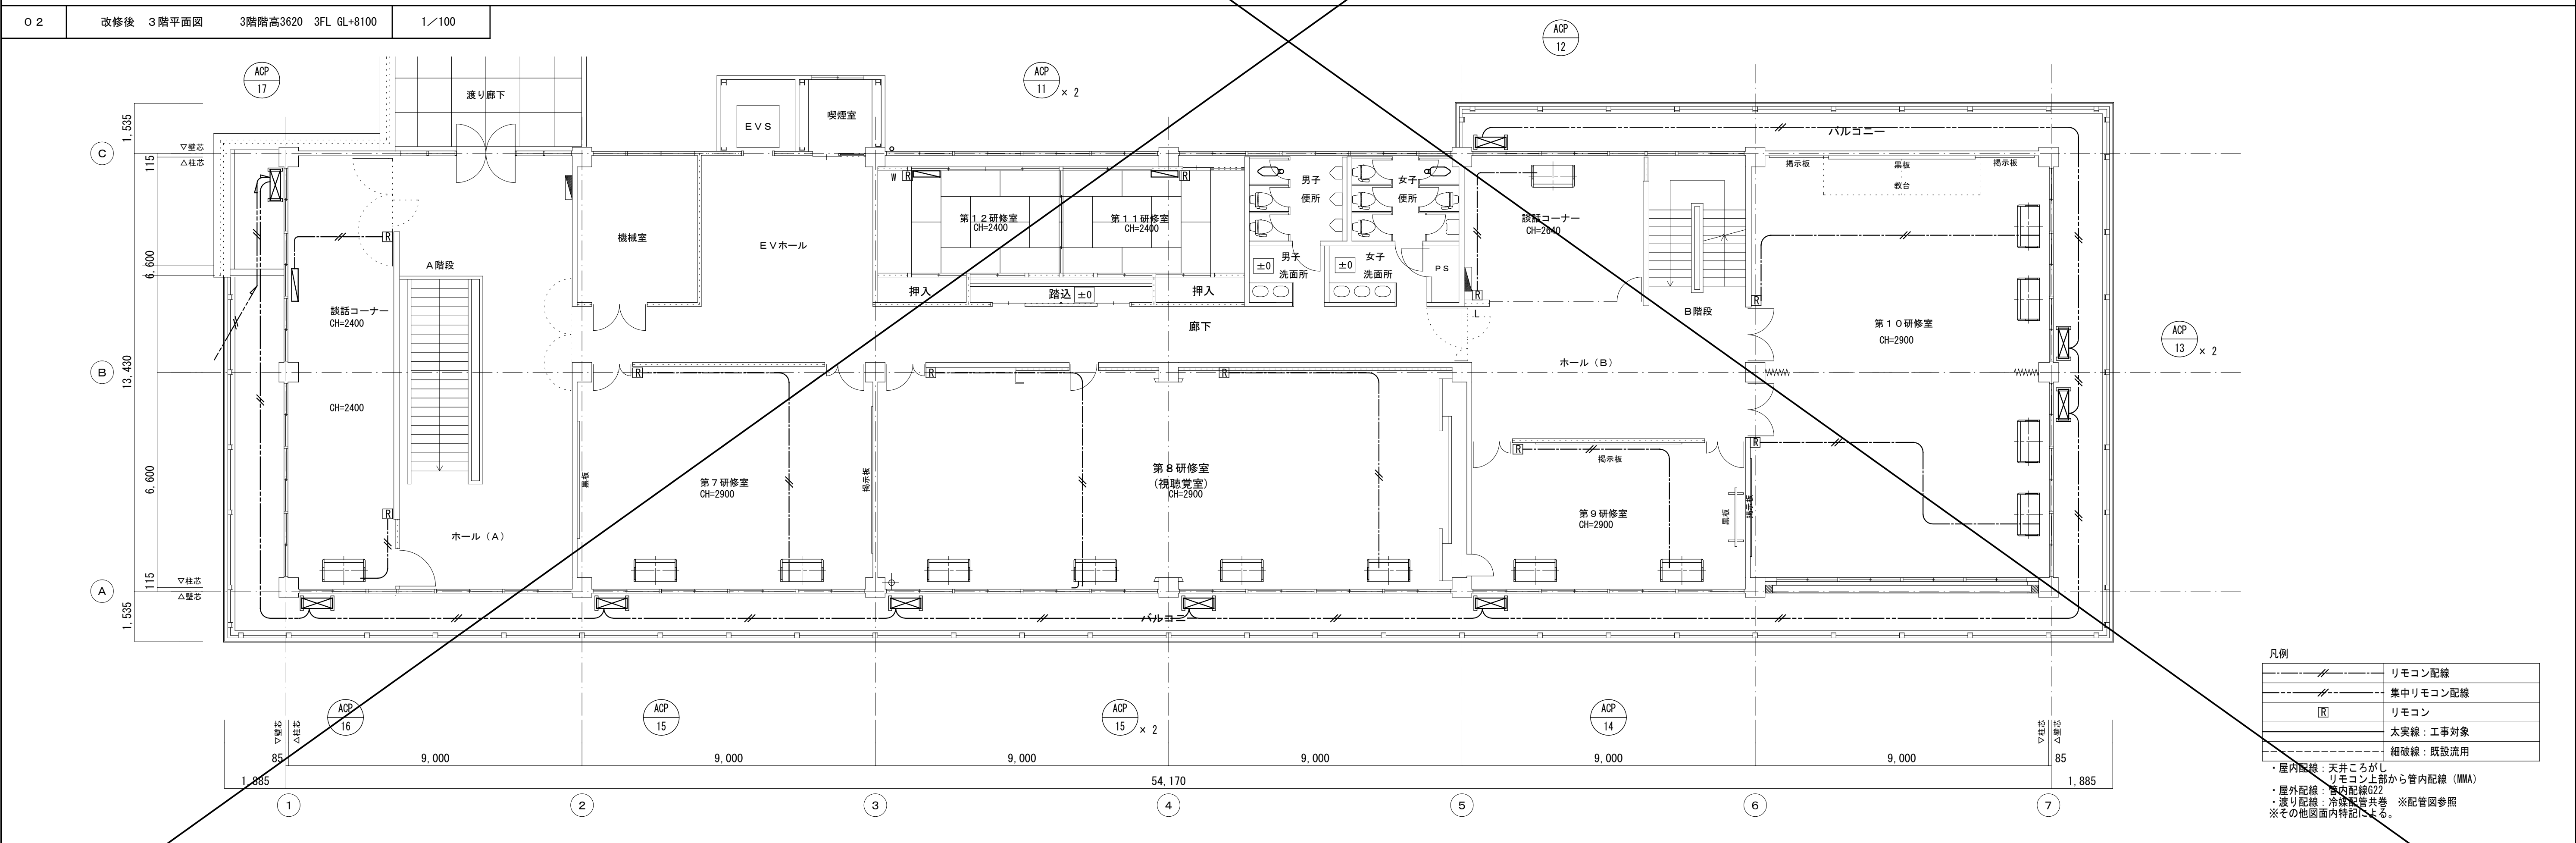 ０２ 改修後　３階平面図　3階階高3620　3FL GL+8100 1／100
ACP
17
ACP
11
× 2
ACP
12
渡り廊下
ＥＶＳ
喫煙室
バルコニー
1,535
C
▽壁芯
△柱芯
115
掲示板
黒板
掲示板
教台
W
R
R
男子
便所
女子
便所
第１２研修室
CH=2400
第１１研修室
CH=2400
談話コーナー
CH=2640
機械室
ＥＶホール
R
Ａ階段
6,600
±0
男子
洗面所
±0
女子
洗面所
ＰＳ
押入
踏込
±0
押入
R
R
談話コーナー
CH=2400
Ｂ階段
廊下
第１０研修室
CH=2900
ACP
13
× 2
ホール（Ｂ）
B
13,430
R
R
R
CH=2400
R
R
掲示板
6,600
黒板
第７研修室
CH=2900
掲示板
第８研修室
（視聴覚室）
CH=2900
第９研修室
CH=2900
黒板
掲示板
R
ホール（Ａ）
115
▽柱芯
△壁芯
A
1,535
バルコニー
ACP
16
ACP
15
ACP
15
× 2
ACP
14
▽壁芯
△柱芯
▽柱芯
△壁芯
85
9,000
9,000
9,000
9,000
9,000
9,000
85
1,885
54,170
1,885
1
2
3
4
5
6
7
凡例
リモコン配線
集中リモコン配線
R リモコン
太実線：工事対象
細破線：既設流用
・屋内配線：天井ころがし
リモコン上部から管内配線（MMA）
・屋外配線：管内配線G22
・渡り配線：冷媒配管共巻　※配管図参照
※その他図面内特記による。